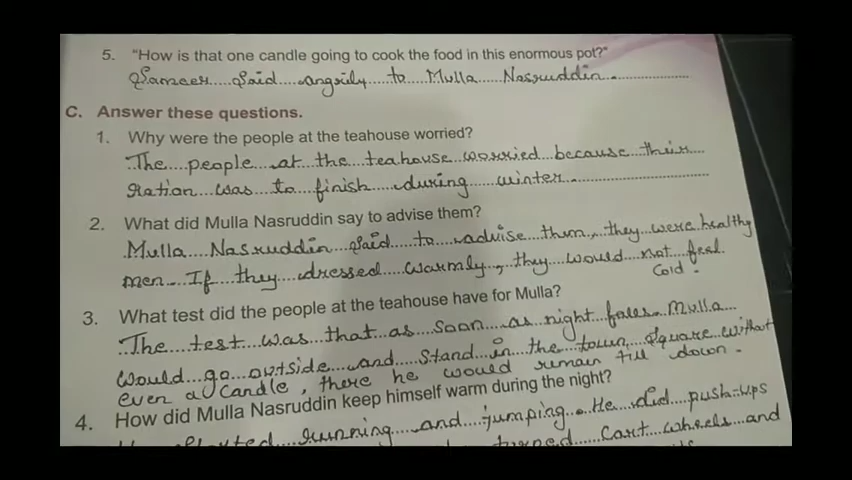 5. "How is that one candle going to cook the food in this enormous pot?"
Sameer said angrily to Mulla Nasruddin.
C. Answer these questions.
1. Why were the people at the teahouse worried?
The people at the teahouse worried because their
ration was to finish during winter.
2. What did Mulla Nasruddin say to advise them?
Mulla Nasruddin said to advise them, they were healthy
men. If they dressed warmly, they would not feel
cold.
3. What test did the people at the teahouse have for Mulla?
The test was that as soon as night falls. Mulla
would go outside and stand in the town square without
even a candle, there he would remain till down.
4. How did Mulla Nasruddin keep himself warm during the night?
started running and jumping. He did push-ups
turned cart wheels and